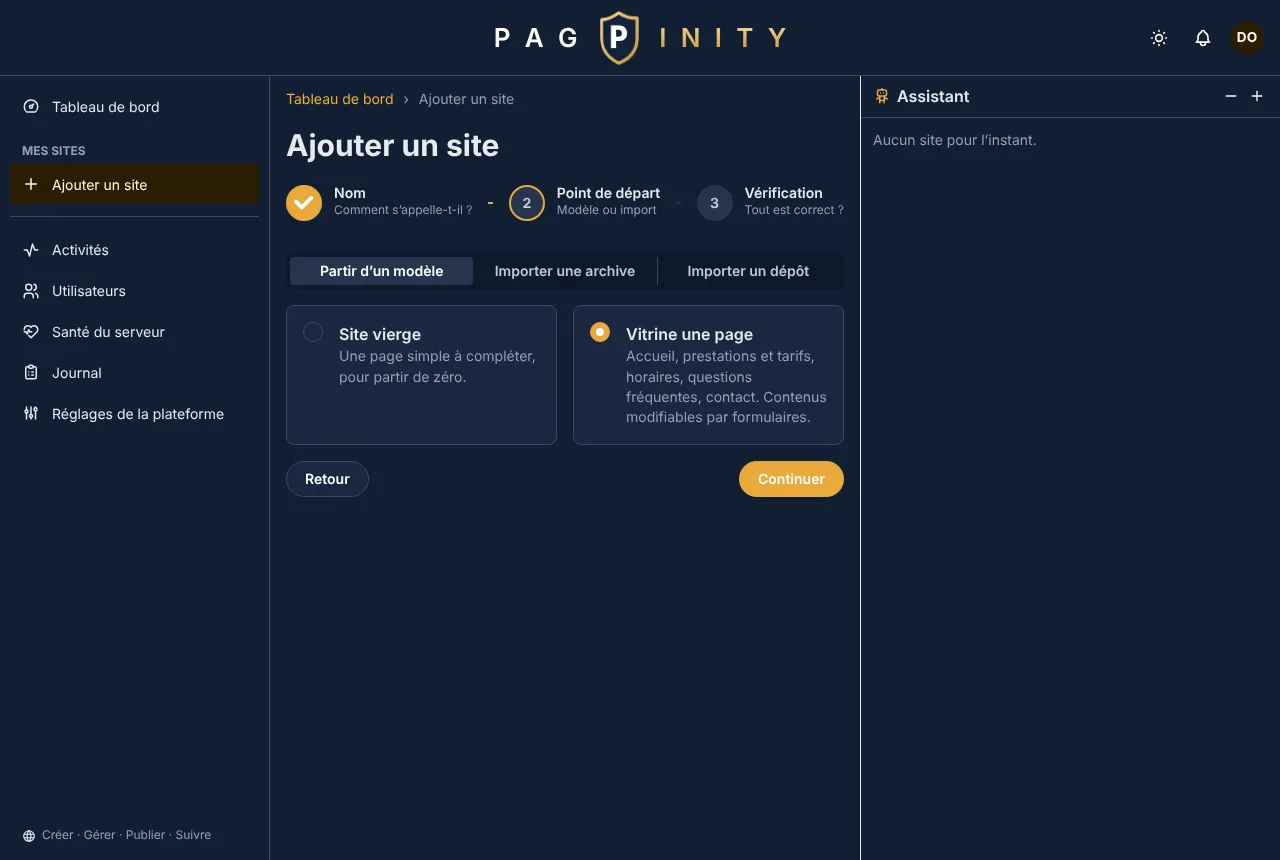 PAG P INITY
DO
Tableau de bord
MES SITES
Ajouter un site
Activités
Utilisateurs
Santé du serveur
Journal
Réglages de la plateforme
Créer · Gérer · Publier · Suivre
Tableau de bord › Ajouter un site
Ajouter un site
Nom
Comment s’appelle-t-il ?
2
Point de départ
Modèle ou import
3
Vérification
Tout est correct ?
Partir d’un modèle
Importer une archive
Importer un dépôt
Site vierge
Une page simple à compléter,
pour partir de zéro.
Vitrine une page
Accueil, prestations et tarifs,
horaires, questions
fréquentes, contact. Contenus
modifiables par formulaires.
Retour
Continuer
Assistant
Aucun site pour l’instant.